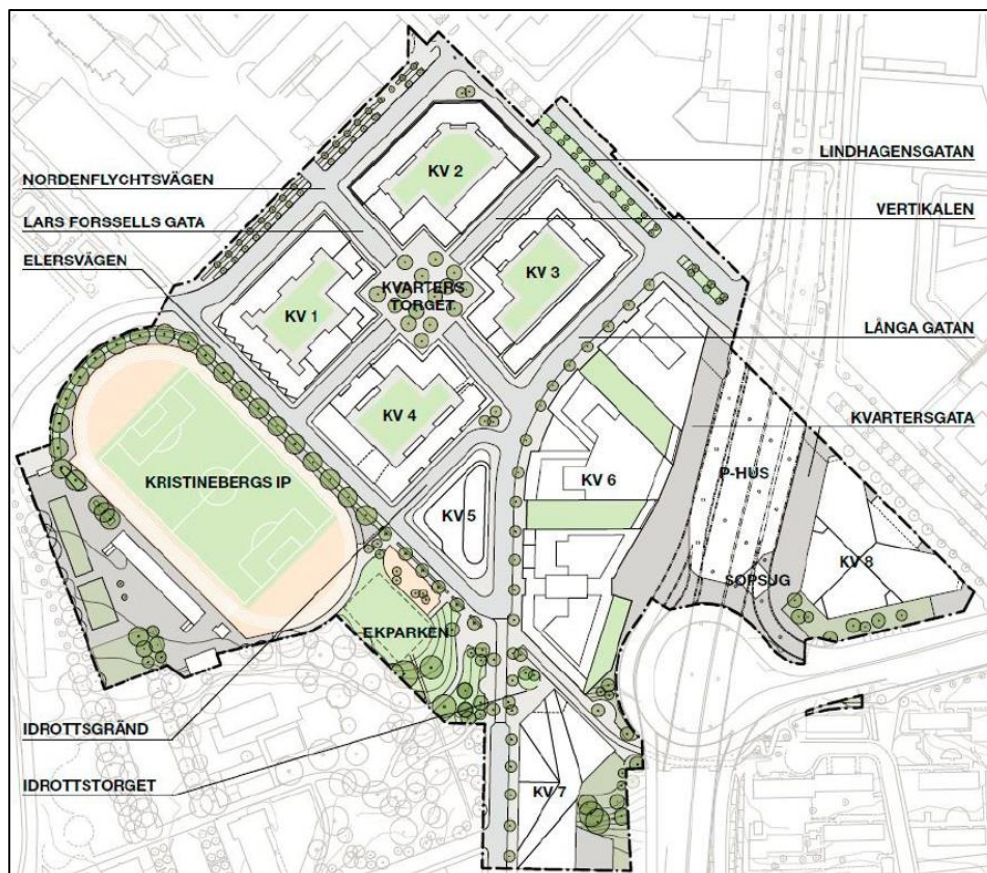 LINDHAGENSGATAN
KV 2
NORDENFLYCHTSVÄGEN
VERTIKALEN
LARS FORSSELLS GATA
ELERSVÄGEN
KV 3
KVARTERS
TORGET
KV 1
LÅNGA GATAN
KV 4
KVARTERSGATA
KRISTINEBERGS IP
KV 6
P-HUS
KV 5
SOPSUG
KV 8
EKPARKEN
IDROTTSGRÄND
IDROTTSTORGET
KV 7